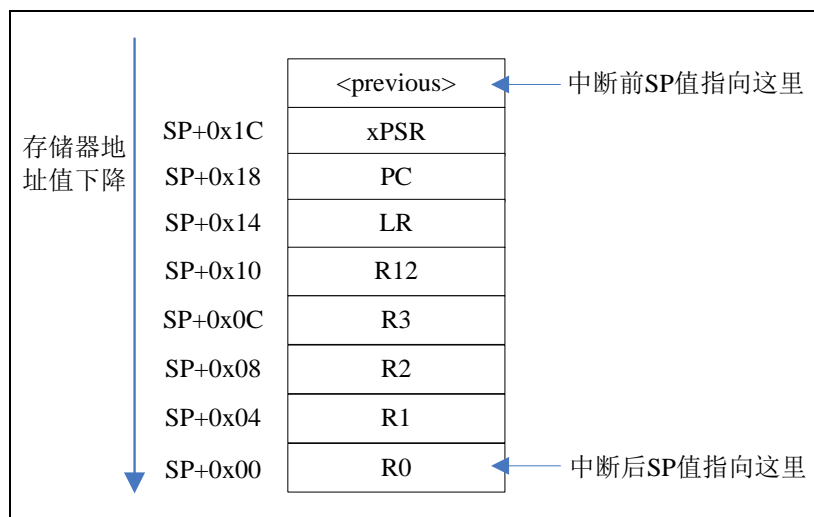 <previous>
中断前SP值指向这里
存储器地
址值下降
SP+0x1C xPSR
SP+0x18 PC
SP+0x14 LR
SP+0x10 R12
SP+0x0C R3
SP+0x08 R2
SP+0x04 R1
SP+0x00 R0
中断后SP值指向这里